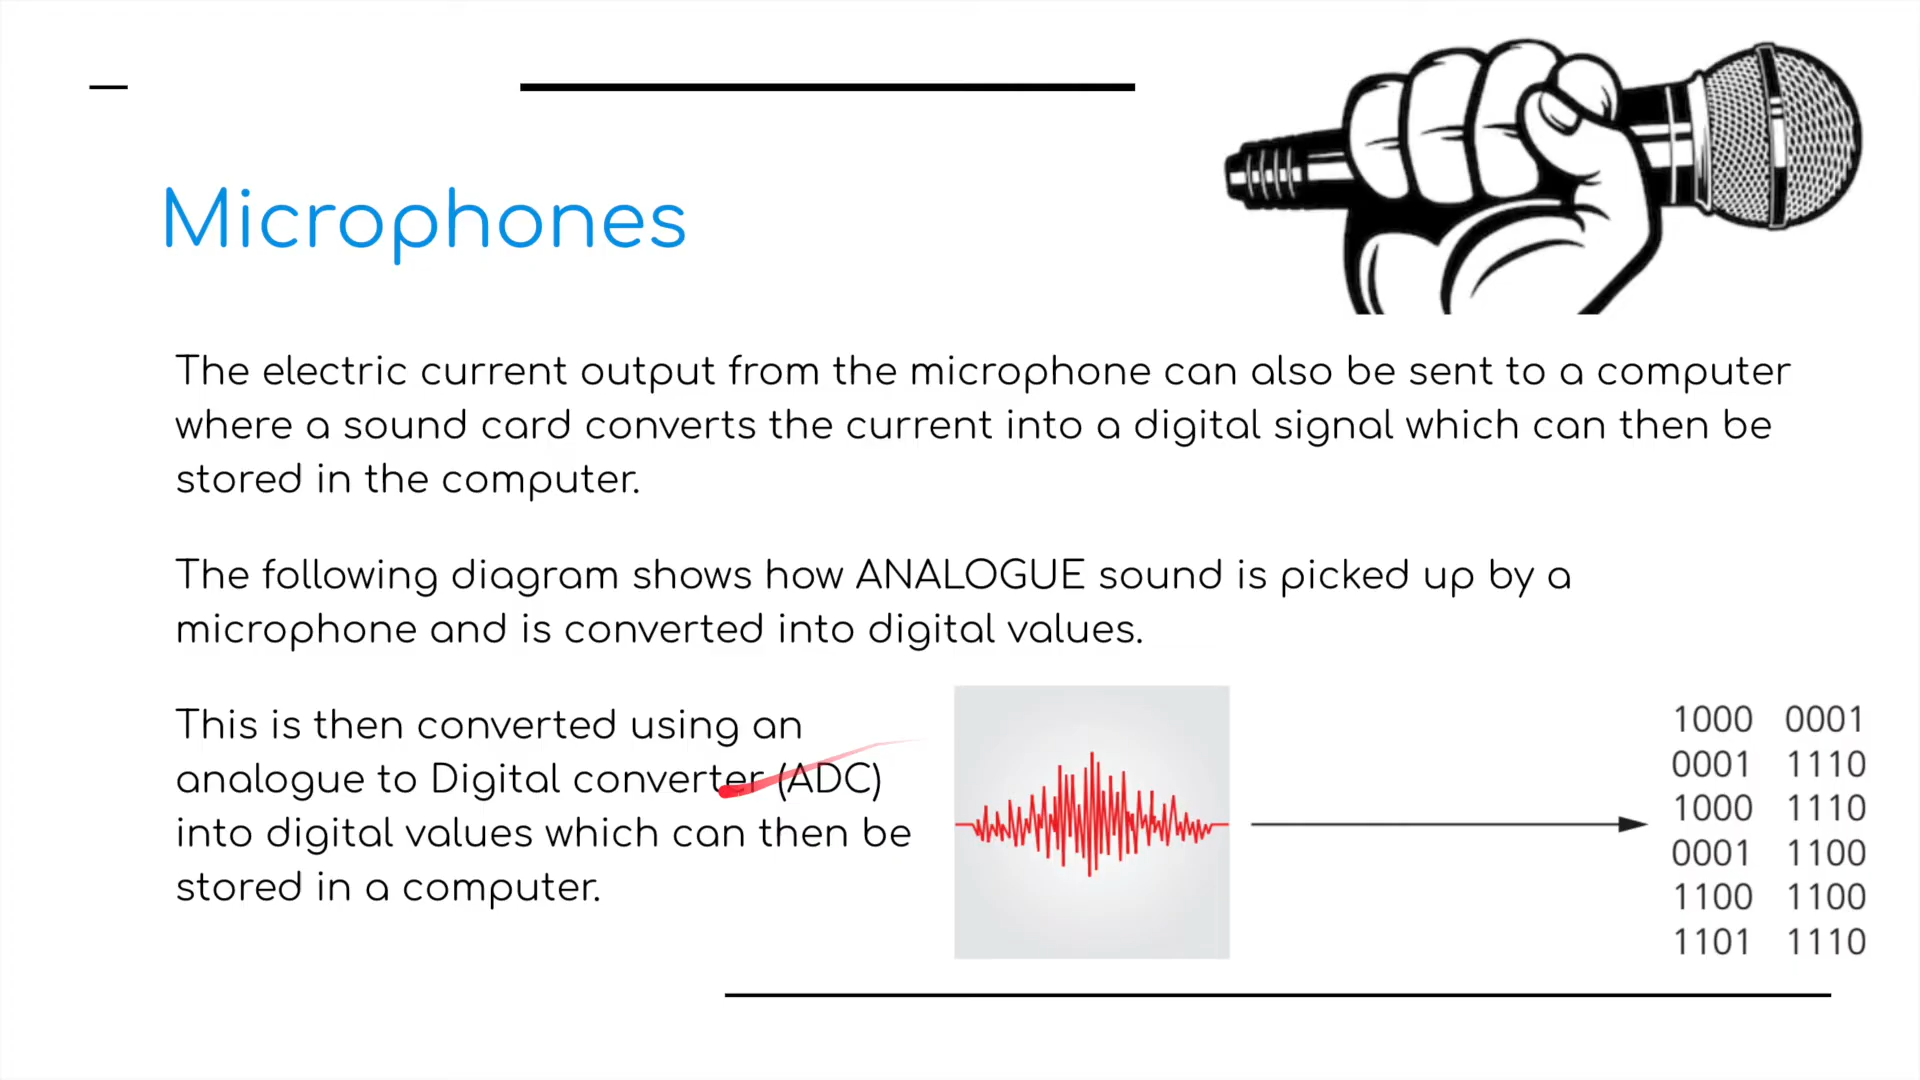 Microphones
The electric current output from the microphone can also be sent to a computer
where a sound card converts the current into a digital signal which can then be
stored in the computer.
The following diagram shows how ANALOGUE sound is picked up by a
microphone and is converted into digital values.
This is then converted using an
analogue to Digital converter (ADC)
into digital values which can then be
stored in a computer.
1000 0001
0001 1110
1000 1110
0001 1100
1100 1100
1101 1110